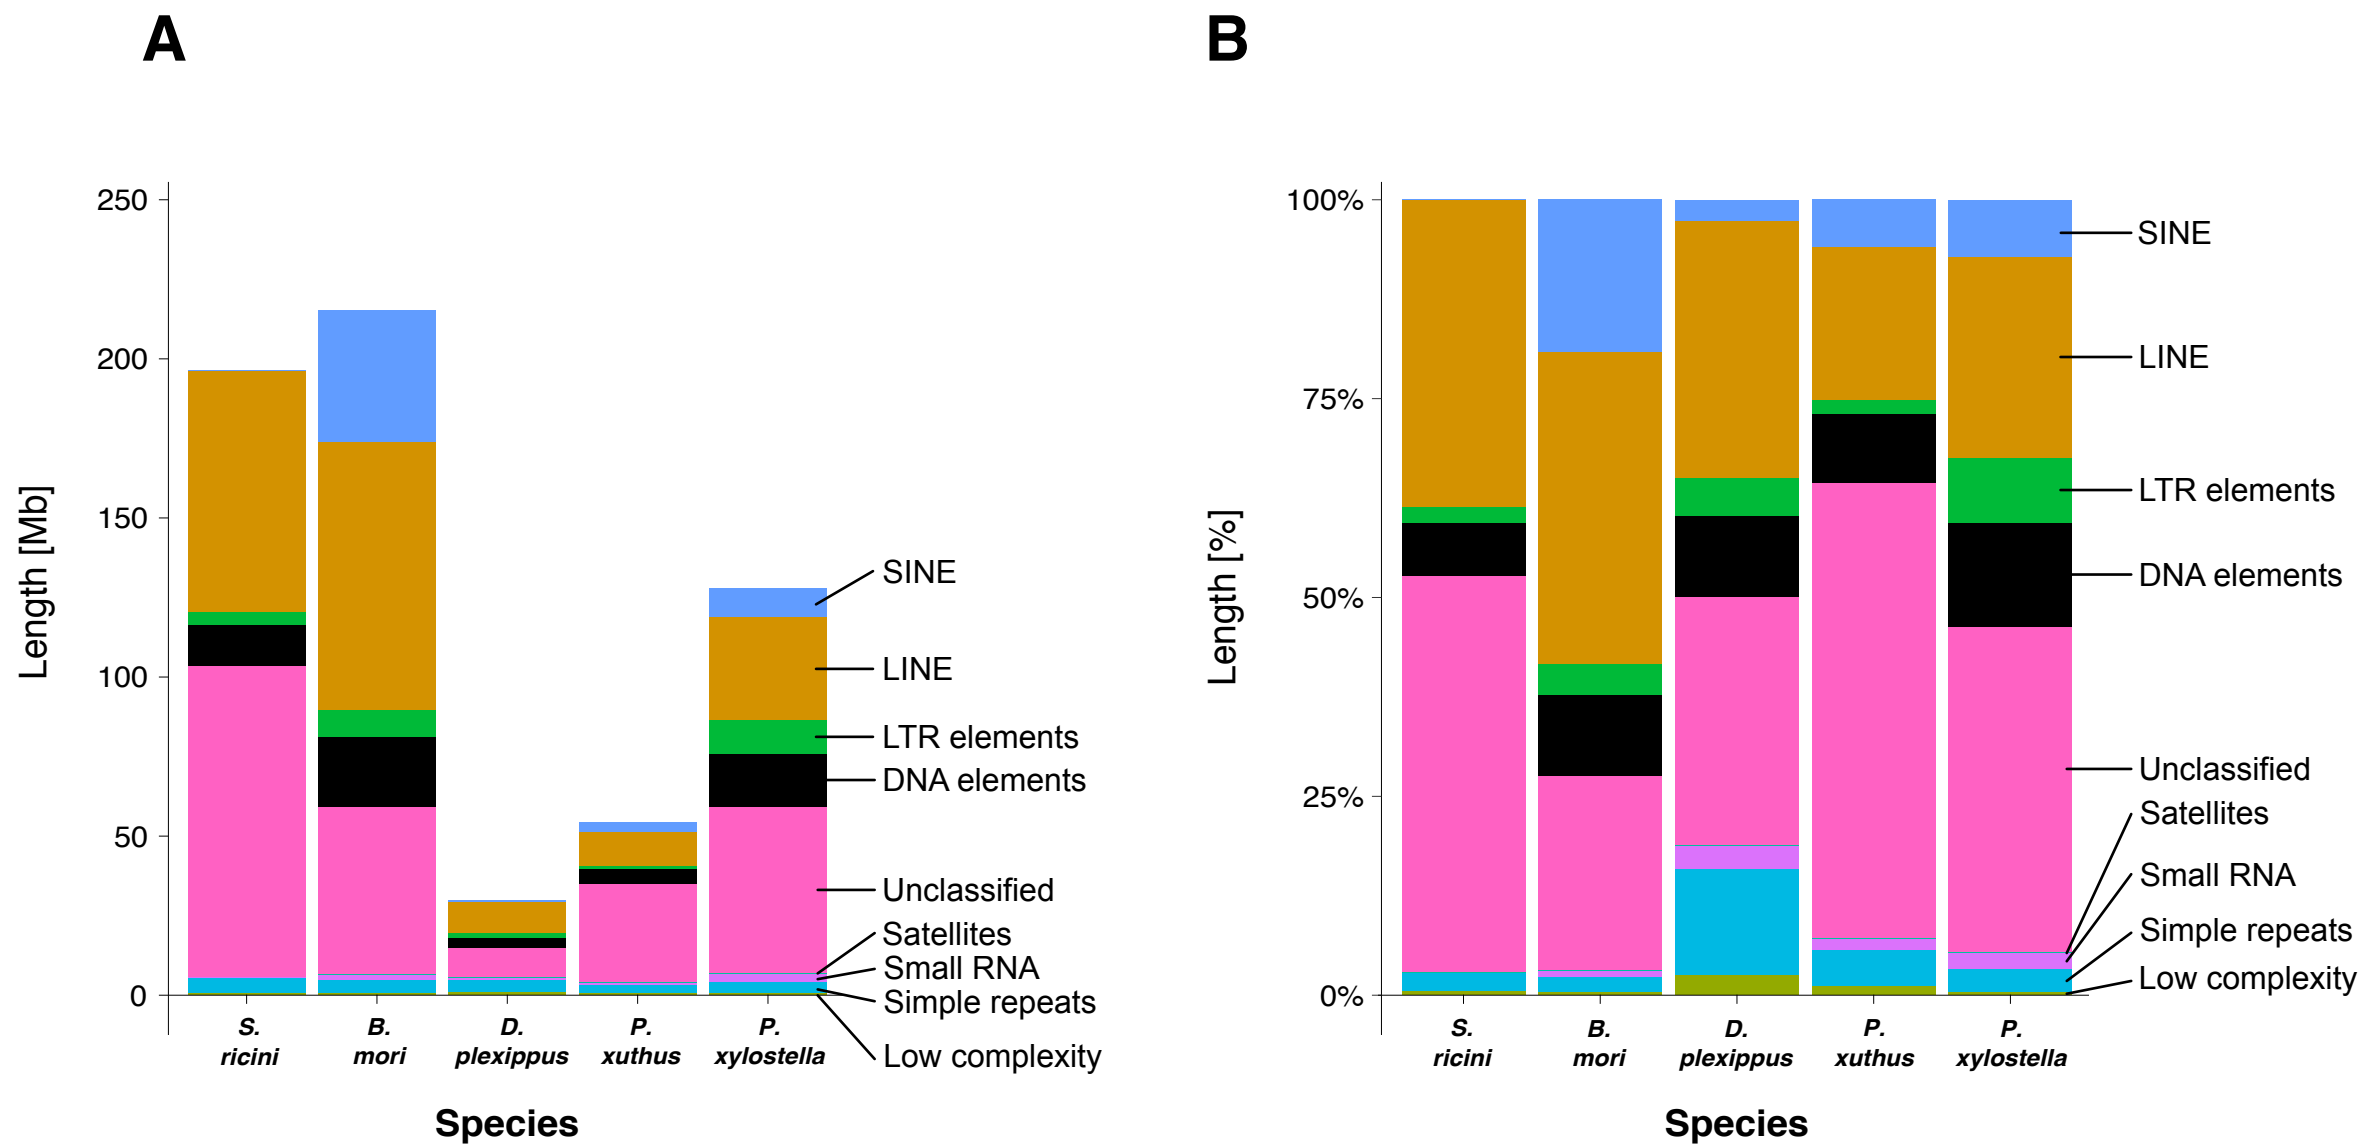 A
250
200
150
100
50
0
Length [Mb]
SINE
LINE
LTR elements
DNA elements
Unclassified
Satellites
Small RNA
Simple repeats
Low complexity
S. ricini
B. mori
D. plexippus
P. xuthus
P. xylostella
Species
B
100%
75%
50%
25%
0%
Length [%]
SINE
LINE
LTR elements
DNA elements
Unclassified
Satellites
Small RNA
Simple repeats
Low complexity
S. ricini
B. mori
D. plexippus
P. xuthus
P. xylostella
Species